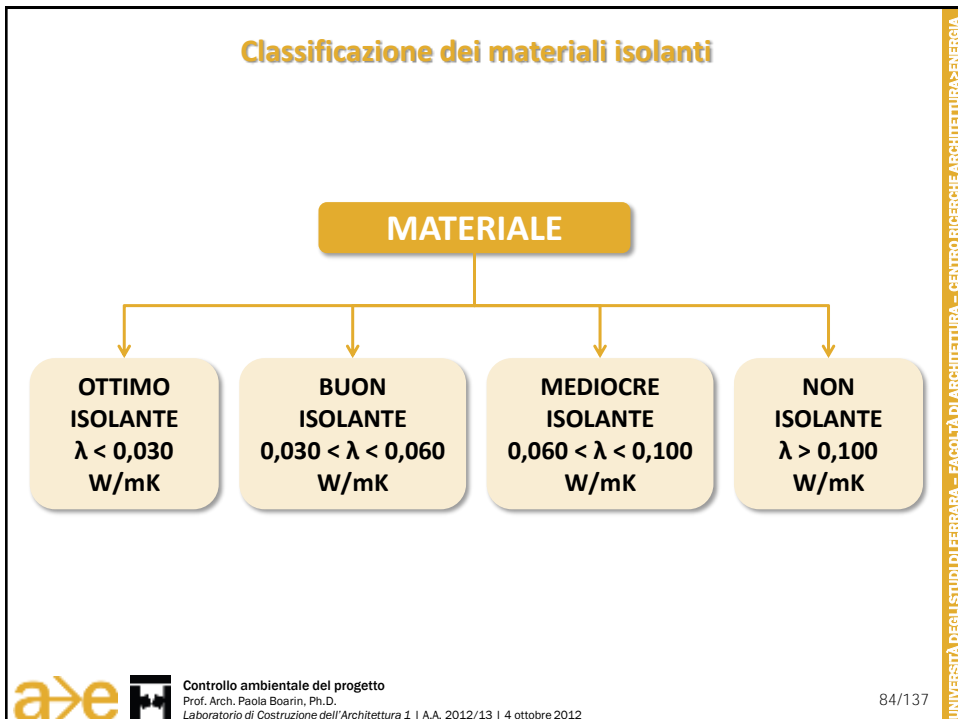 Classificazione dei materiali isolanti
MATERIALE
OTTIMO
ISOLANTE
λ < 0,030
W/mK
BUON
ISOLANTE
0,030 < λ < 0,060
W/mK
MEDIOCRE
ISOLANTE
0,060 < λ < 0,100
W/mK
NON
ISOLANTE
λ > 0,100
W/mK
UNIVERSITÀ DEGLI STUDI DI FERRARA – FACOLTÀ DI ARCHITETTURA – CENTRO RICERCHE ARCHITETTURA>ENERGIA
a>e
Controllo ambientale del progetto
Prof. Arch. Paola Boarin, Ph.D.
Laboratorio di Costruzione dell'Architettura 1 | A.A. 2012/13 | 4 ottobre 2012
84/137